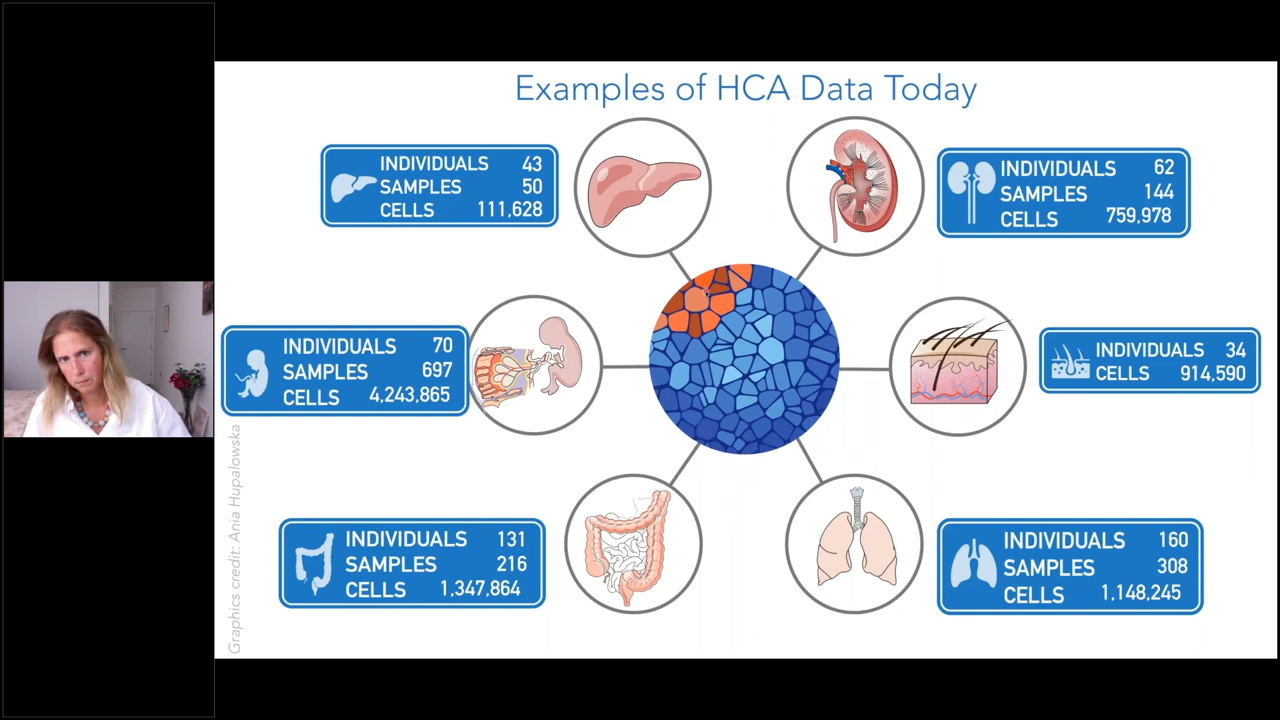 Examples of HCA Data Today
INDIVIDUALS 43
SAMPLES 50
CELLS 111,628
INDIVIDUALS 62
SAMPLES 144
CELLS 759,978
INDIVIDUALS 70
SAMPLES 697
CELLS 4,243,865
INDIVIDUALS 34
CELLS 914,590
INDIVIDUALS 131
SAMPLES 216
CELLS 1,347,864
INDIVIDUALS 160
SAMPLES 308
CELLS 1,148,245
Graphics credit: Ania Hupalowska